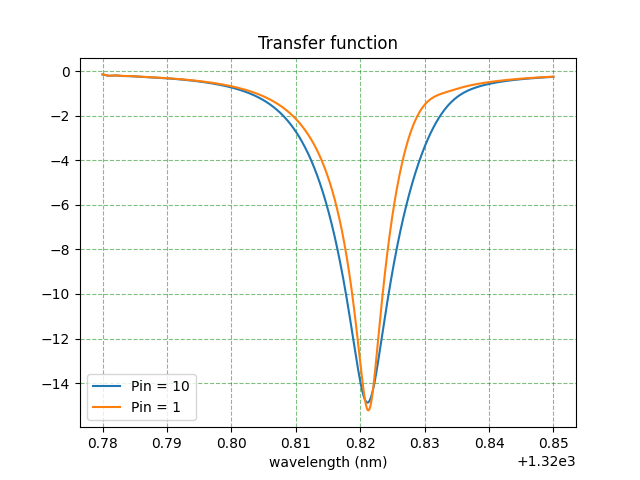 Transfer function
0
−2
−4
−6
−8
−10
−12
−14
Pin = 10
Pin = 1
0.78 0.79 0.80 0.81 0.82 0.83 0.84 0.85
wavelength (nm)
+1.32e3